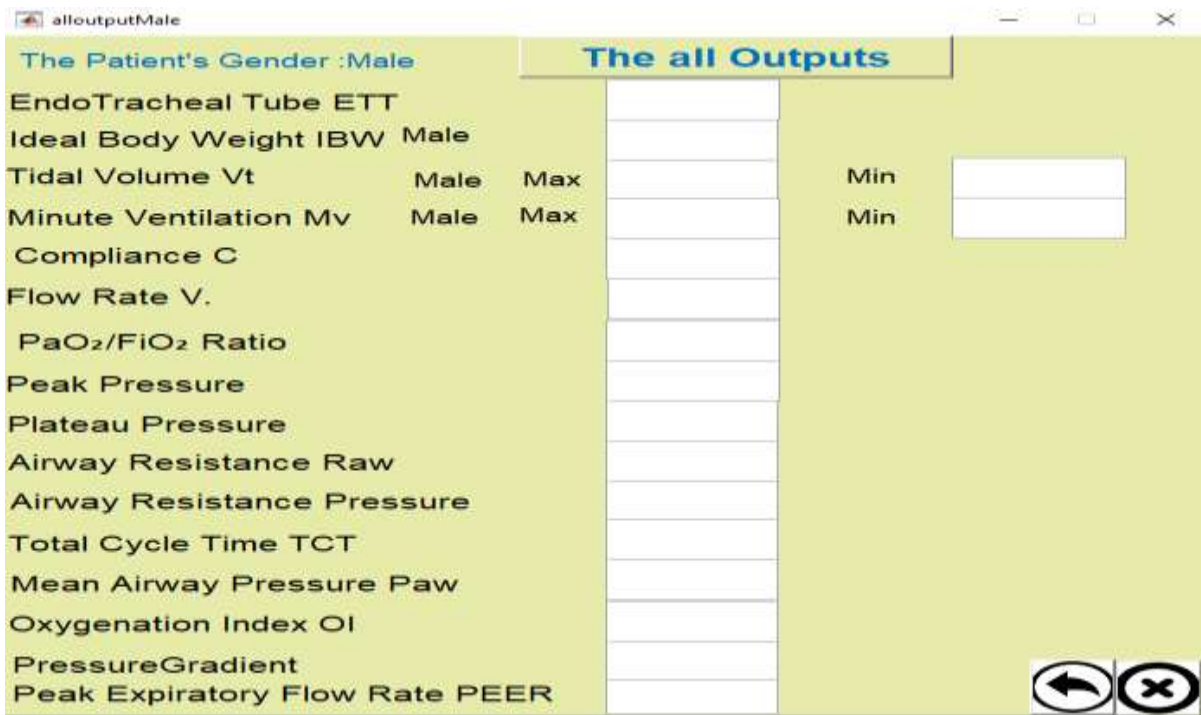 alloutputMale
The Patient's Gender :Male The all Outputs
EndoTracheal Tube ETT
Ideal Body Weight IBW Male
Tidal Volume Vt Male Max Min
Minute Ventilation Mv Male Max Min
Compliance C
Flow Rate V.
PaO₂/FiO₂ Ratio
Peak Pressure
Plateau Pressure
Airway Resistance Raw
Airway Resistance Pressure
Total Cycle Time TCT
Mean Airway Pressure Paw
Oxygenation Index OI
PressureGradient
Peak Expiratory Flow Rate PEER